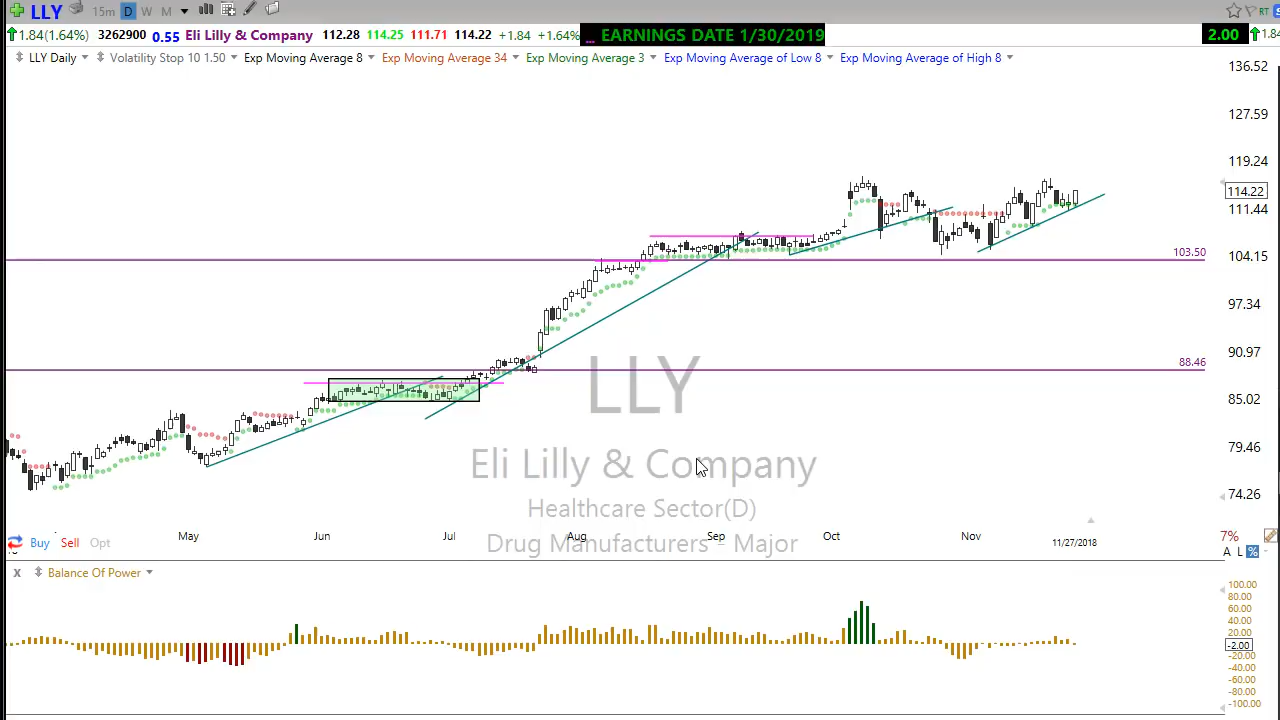 LLY 15m D W M RT
1.84(1.64%) 3262900 0.55 Eli Lilly & Company 112.28 114.25 111.71 114.22 +1.84 +1.64% ... EARNINGS DATE 1/30/2019 2.00 1.84
LLY Daily Volatility Stop 10 1.50 Exp Moving Average 8 Exp Moving Average 34 Exp Moving Average 3 Exp Moving Average of Low 8 Exp Moving Average of High 8
136.52
127.59
119.24
114.22
111.44
103.50
104.15
97.34
90.97
88.46
85.02
79.46
74.26
LLY
Eli Lilly & Company
Healthcare Sector(D)
Drug Manufacturers - Major
May Jun Jul Aug Sep Oct Nov 11/27/2018
7%
Buy Sell Opt
A L %
X Balance Of Power
100.00
80.00
60.00
40.00
20.00
-2.00
-20.00
-40.00
-60.00
-80.00
-100.00